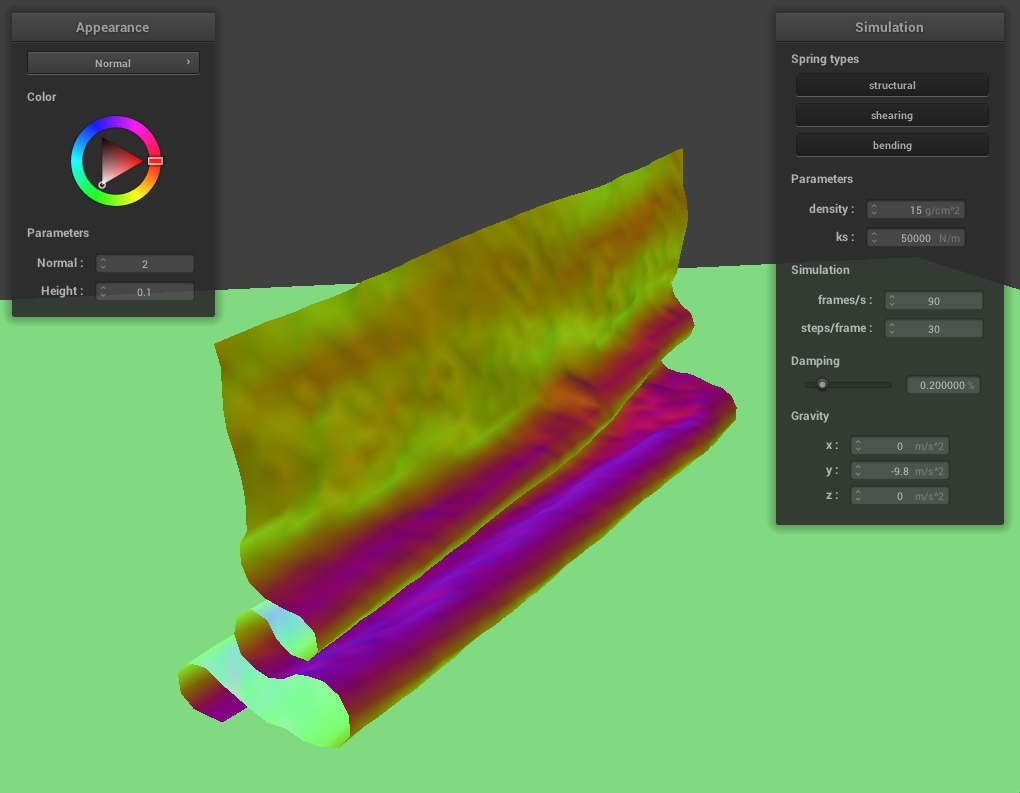 Appearance
Normal
Color
Parameters
Normal : 2
Height : 0.1
Simulation
Spring types
structural
shearing
bending
Parameters
density : 15 g/cm^2
ks : 50000 N/m
Simulation
frames/s : 90
steps/frame : 30
Damping
0.200000 %
Gravity
x : 0 m/s^2
y : -9.8 m/s^2
z : 0 m/s^2